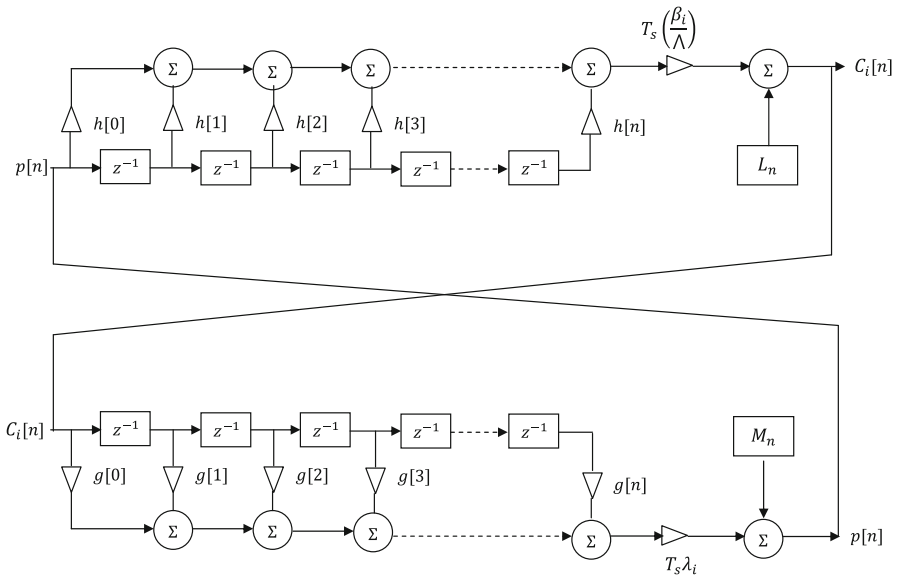 T_s (β_i / Λ)
Σ Σ Σ Σ Σ C_i[n]
h[0] h[1] h[2] h[3] h[n]
p[n] z⁻¹ z⁻¹ z⁻¹ z⁻¹ z⁻¹ L_n
C_i[n] z⁻¹ z⁻¹ z⁻¹ z⁻¹ z⁻¹ M_n
g[0] g[1] g[2] g[3] g[n]
Σ Σ Σ Σ Σ p[n]
T_s λ_i